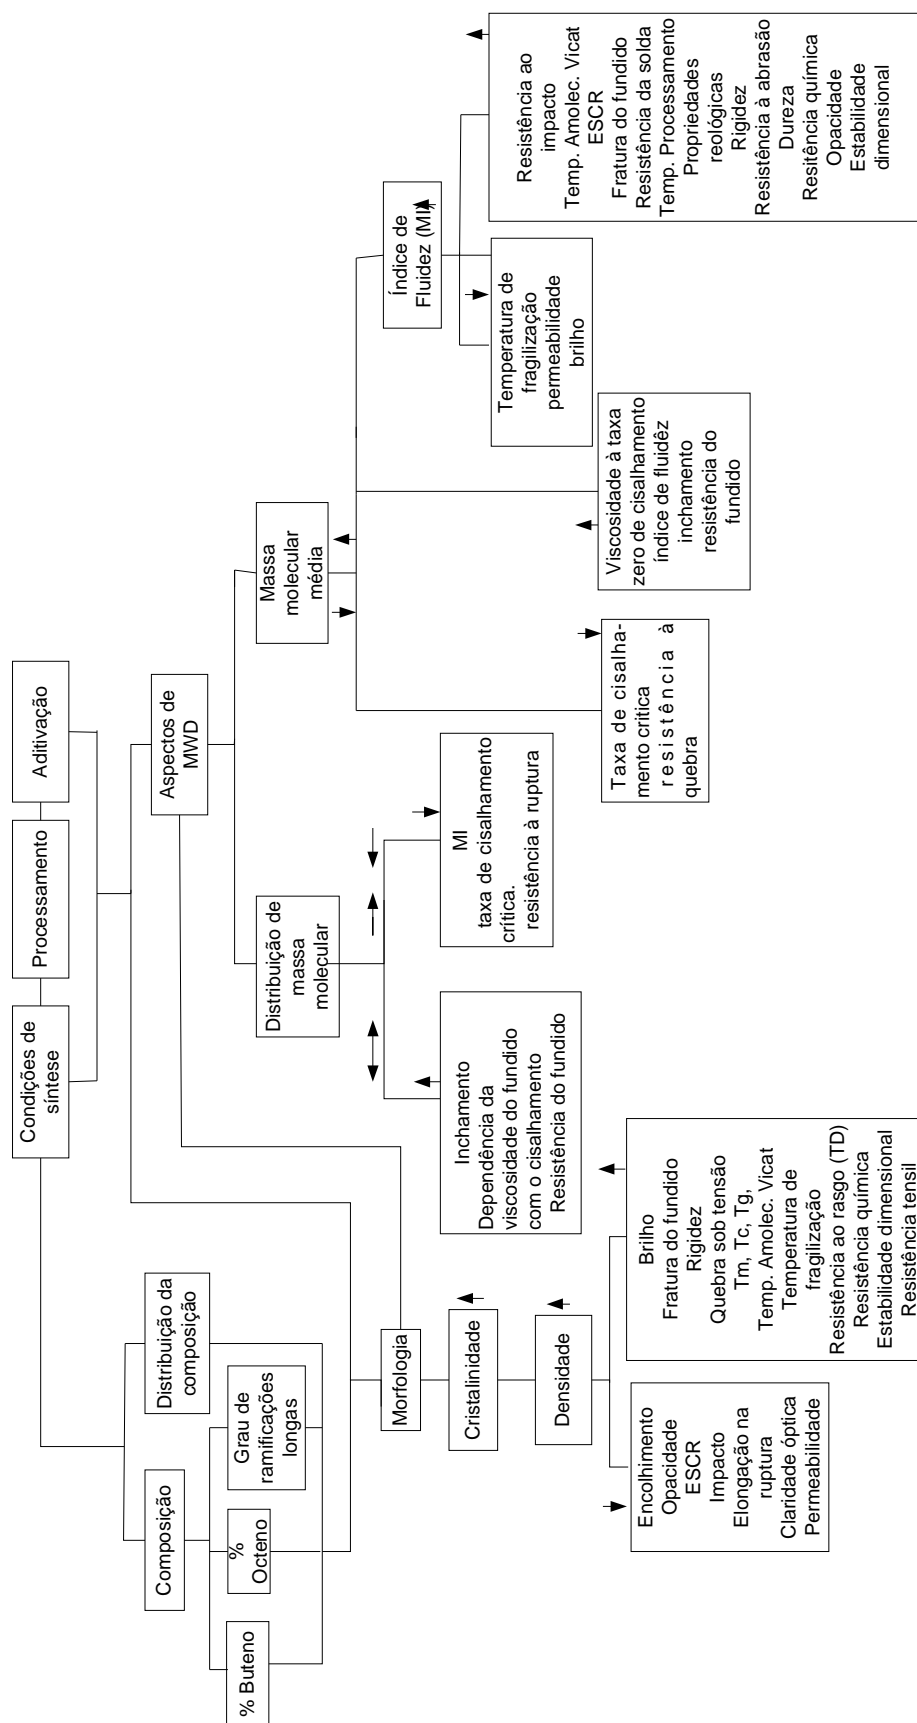 Condições de
síntese
Processamento
Aditivação
Composição
Distribuição da
composição
% Buteno
%
Octeno
Grau de
ramificações
longas
Aspectos de
MWD
Distribuição de
massa
molecular
Massa
molecular
média
Morfologia
Cristalinidade
Densidade
Encolhimento
Opacidade
ESCR
Impacto
Elongação na
ruptura
Claridade óptica
Permeabilidade
Brilho
Fratura do fundido
Rigidez
Quebra sob tensão
Tm, Tc, Tg,
Temp. Amolec. Vicat
Temperatura de
fragilização
Resistência ao rasgo (TD)
Resistência química
Estabilidade dimensional
Resistência tensil
Inchamento
Dependência da
viscosidade do fundido
com o cisalhamento
Resistência do fundido
MI
taxa de cisalhamento
crítica.
resistência à ruptura
Taxa de cisalha-
mento critica
resistência à
quebra
Viscosidade à taxa
zero de cisalhamento
índice de fluidêz
inchamento
resistência do
fundido
Índice de
Fluidez (MI)
Temperatura de
fragilização
permeabilidade
brilho
Resistência ao
impacto
Temp. Amolec. Vicat
ESCR
Fratura do fundido
Resistência da solda
Temp. Processamento
Propriedades
reológicas
Rigidez
Resistência à abrasão
Dureza
Resitência química
Opacidade
Estabilidade
dimensional